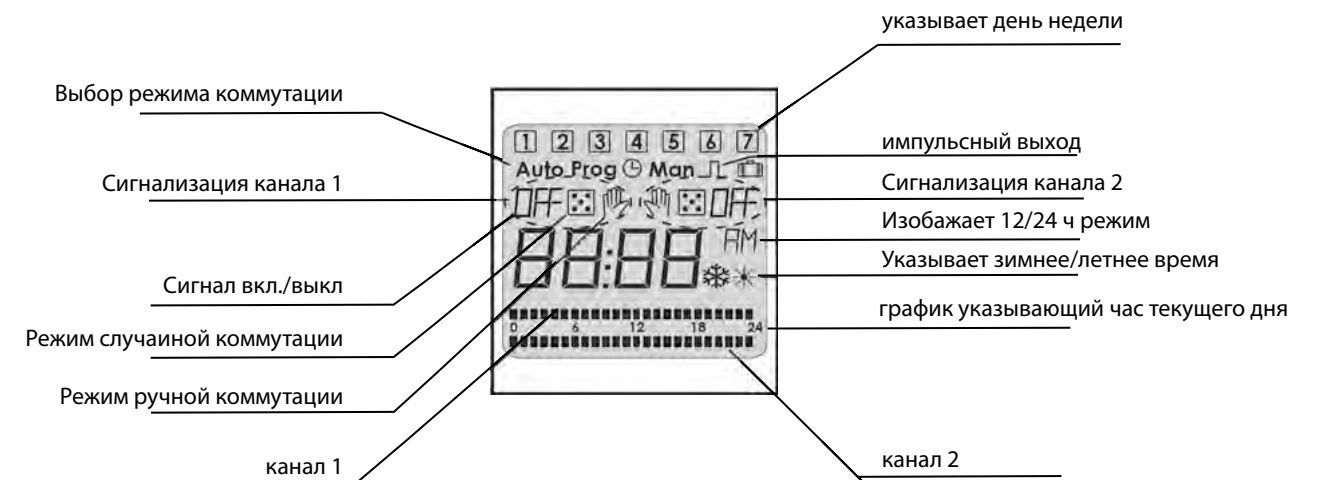 указывает день недели
Выбор режима коммутации
1 2 3 4 5 6 7
импульсный выход
Auto Prog Man
Сигнализация канала 1
Сигнализация канала 2
OFF OFF
Изобажает 12/24 ч режим
88:88 AM
Указывает зимнее/летнее время
Сигнал вкл./выкл
график указывающий час текущего дня
0 6 12 18 24
Режим случаиной коммутации
Режим ручной коммутации
канал 1
канал 2